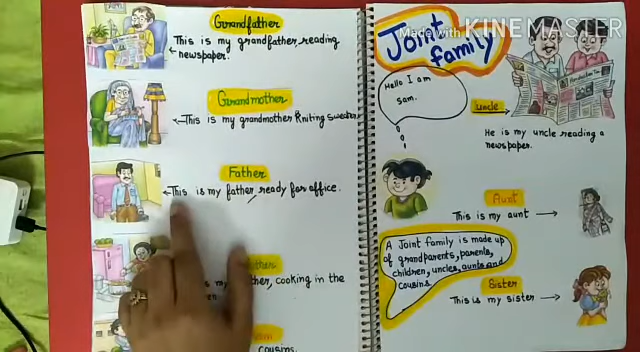 Grandfather
This is my grandfather, reading
newspaper.
Grandmother
This is my grandmother Kniting sweater
Father
This is my father, ready for office.
ther, cooking in the
cousins.
Made with KINEMASTER
Joint
family
Hello I am
Sam.
uncle
He is my uncle reading a
newspaper.
Aunt
This is my aunt
A Joint family is made up
of grandparents, parents,
children, uncles, aunts and
cousins.
Sister
This is my sister